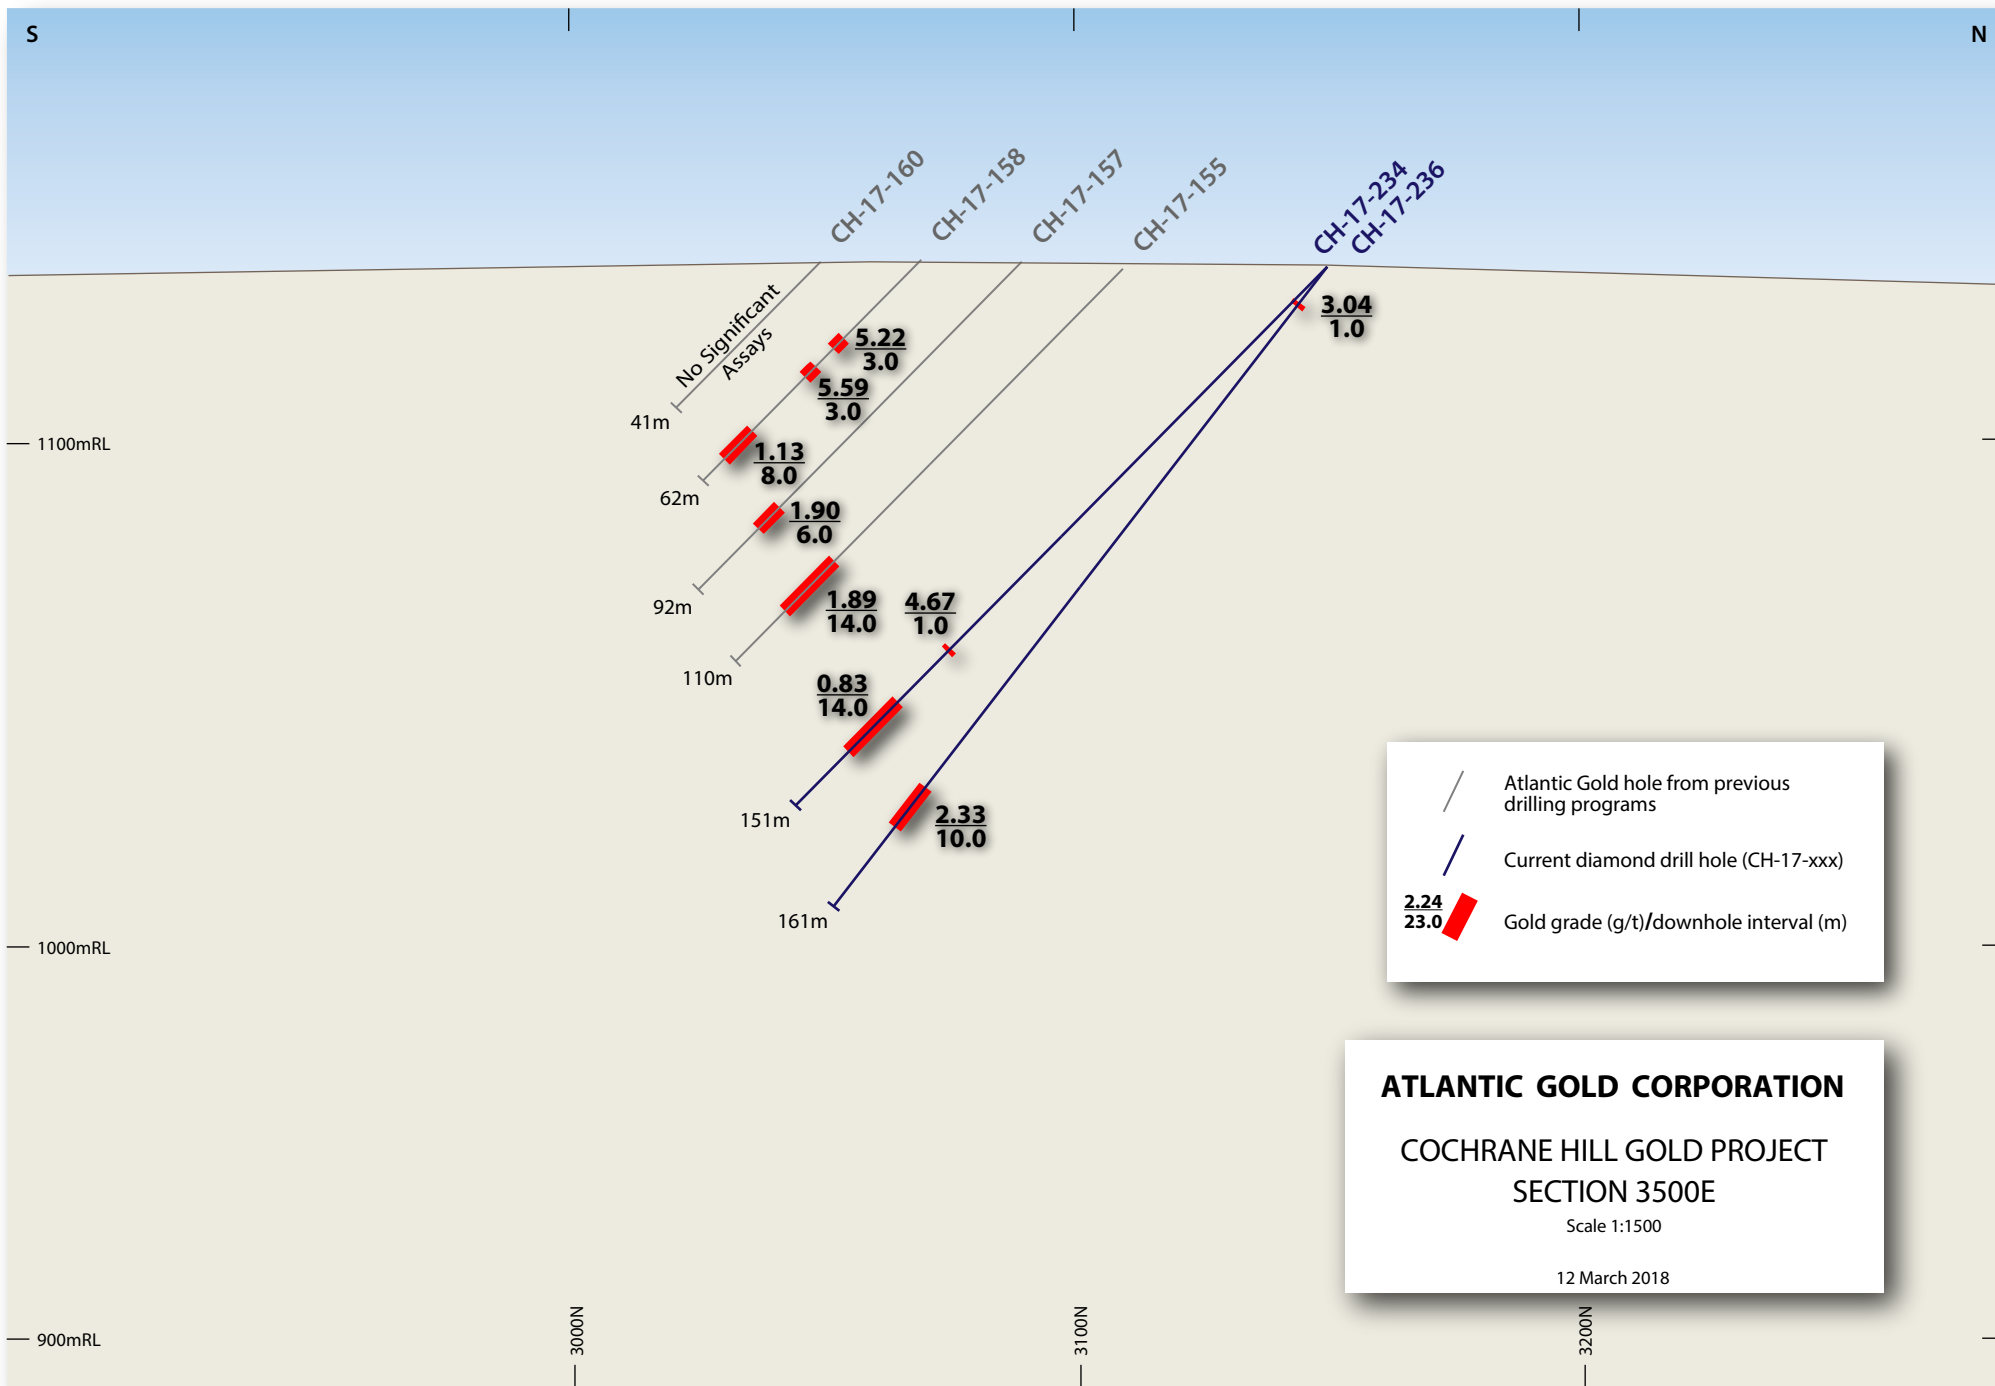 S
N
CH-17-160
CH-17-158
CH-17-157
CH-17-155
CH-17-234
CH-17-236
No Significant
Assays
3.04
1.0
5.22
3.0
5.59
3.0
41m
1100mRL
1.13
8.0
62m
1.90
6.0
92m
1.89
14.0
4.67
1.0
110m
0.83
14.0
151m
2.33
10.0
161m
1000mRL
Atlantic Gold hole from previous
drilling programs
Current diamond drill hole (CH-17-xxx)
2.24
23.0
Gold grade (g/t)/downhole interval (m)
ATLANTIC GOLD CORPORATION
COCHRANE HILL GOLD PROJECT
SECTION 3500E
Scale 1:1500
12 March 2018
900mRL
3000N
3100N
3200N